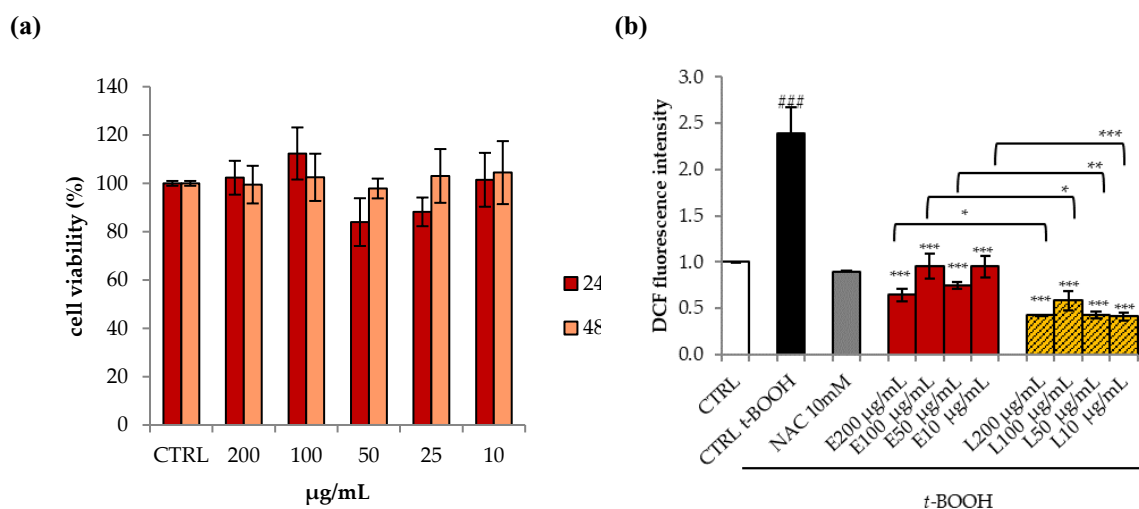 (a)
140
120
100
80
60
40
20
0
cell viability (%)
CTRL 200 100 50 25 10
µg/mL
24
48
(b)
3.0
2.5
2.0
1.5
1.0
0.5
0.0
DCF fluorescence intensity
###
***
**
*
*
*** *** *** ***
*** *** *** ***
CTRL
CTRL t-BOOH
NAC 10mM
E200 µg/mL
E100 µg/mL
E50 µg/mL
E10 µg/mL
L200 µg/mL
L100 µg/mL
L50 µg/mL
L10 µg/mL
t-BOOH